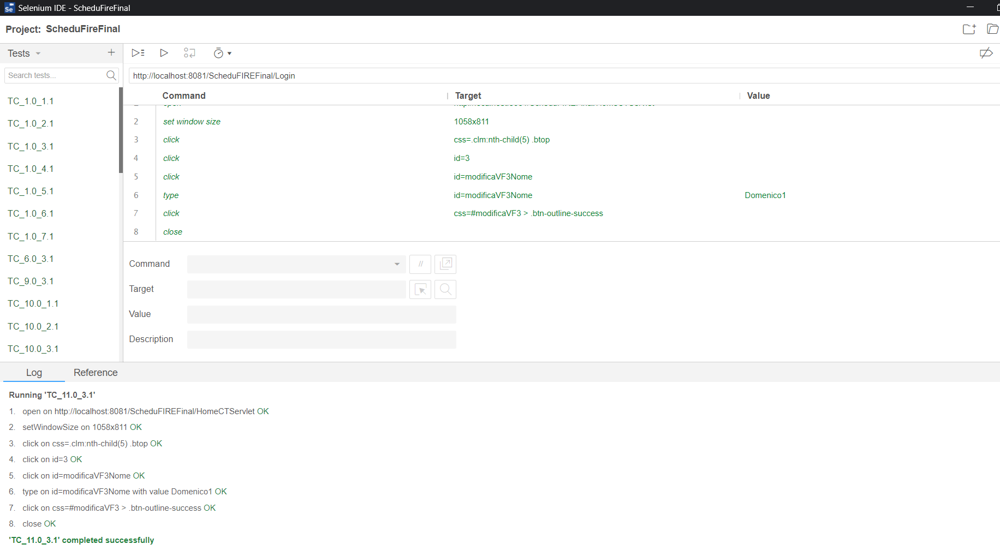 Selenium IDE - ScheduFireFinal
Project: ScheduFireFinal
Tests
Search tests...
TC_1.0_1.1
TC_1.0_2.1
TC_1.0_3.1
TC_1.0_4.1
TC_1.0_5.1
TC_1.0_6.1
TC_1.0_7.1
TC_6.0_3.1
TC_9.0_3.1
TC_10.0_1.1
TC_10.0_2.1
TC_10.0_3.1
http://localhost:8081/ScheduFIREFinal/Login
Command Target Value
2 set window size 1058x811
3 click css=.clm:nth-child(5) .btop
4 click id=3
5 click id=modificaVF3Nome
6 type id=modificaVF3Nome Domenico1
7 click css=#modificaVF3 > .btn-outline-success
8 close
Command //
Target
Value
Description
Log Reference
Running 'TC_11.0_3.1'
1. open on http://localhost:8081/ScheduFIREFinal/HomeCTServlet OK
2. setWindowSize on 1058x811 OK
3. click on css=.clm:nth-child(5) .btop OK
4. click on id=3 OK
5. click on id=modificaVF3Nome OK
6. type on id=modificaVF3Nome with value Domenico1 OK
7. click on css=#modificaVF3 > .btn-outline-success OK
8. close OK
'TC_11.0_3.1' completed successfully